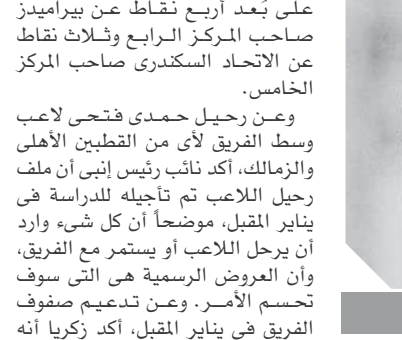 على بُعد أربع نقاط عن بيراميدز
صاحب المركز الرابع وثلاث نقاط
عن الاتحاد السكندرى صاحب المركز
الخامس.
وعن رحيل حمدى فتحى لاعب
وسط الفريق لأى من القطبين الأهلى
والزمالك، أكد نائب رئيس إنبى أن ملف
رحيل اللاعب تم تأجيله للدراسة فى
يناير المقبل، موضحاً أن كل شىء وارد
أن يرحل اللاعب أو يستمر مع الفريق،
وأن العروض الرسمية هى التى سوف
تحسم الأمر. وعن تدعيم صفوف
الفريق فى يناير المقبل، أكد زكريا أنه